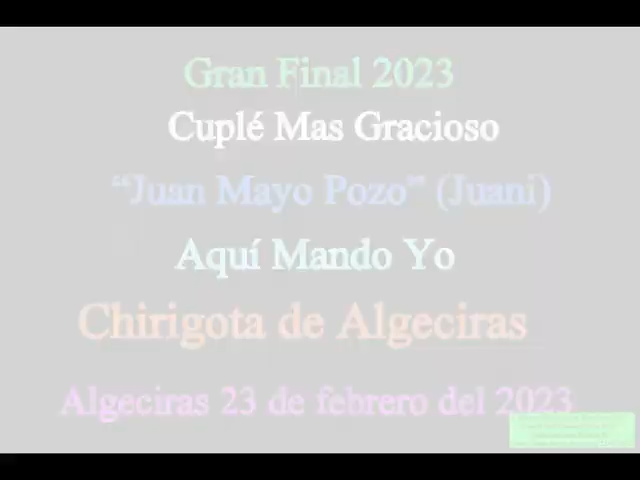 Gran Final 2023
Cuplé Mas Gracioso
“Juan Mayo Pozo” (Juani)
Aquí Mando Yo
Chirigota de Algeciras
Algeciras 23 de febrero del 2023